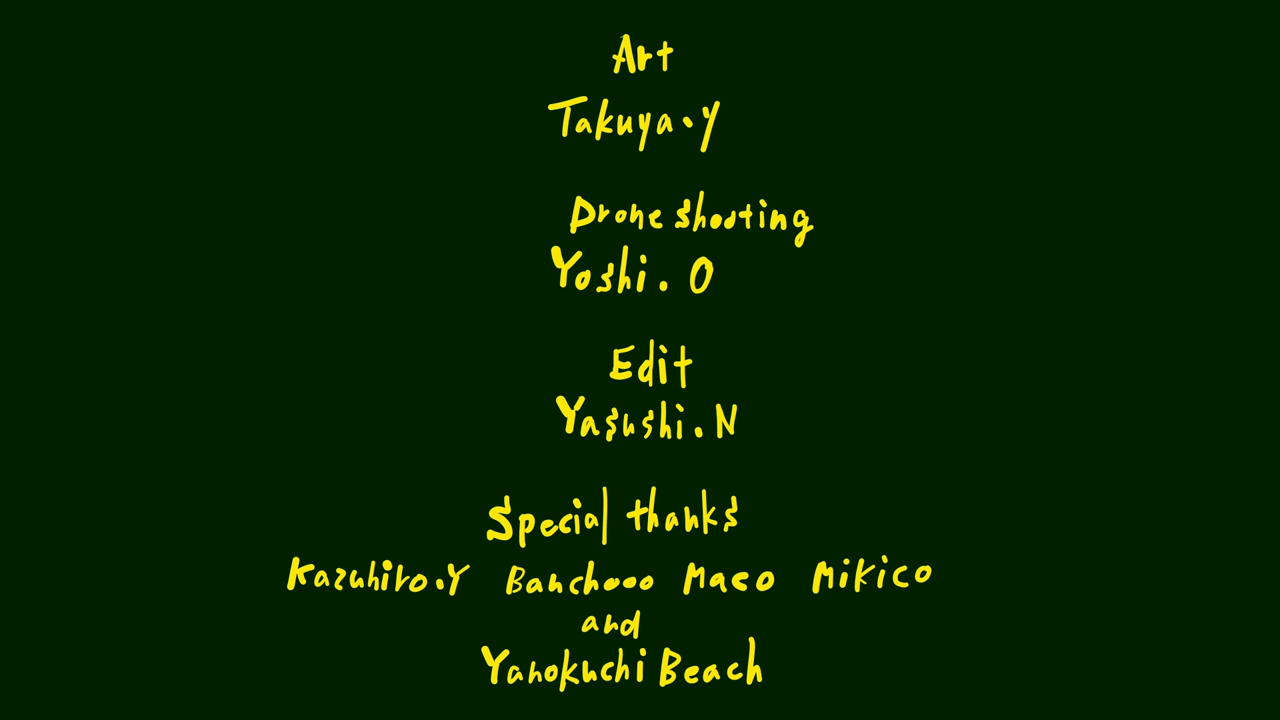 Art
Takuya.Y
Drone shooting
Yoshi.O
Edit
Yasushi.N
Special thanks
Kazuhiro.Y Banchooo Maeo Mikico
and
Yanokuchi Beach